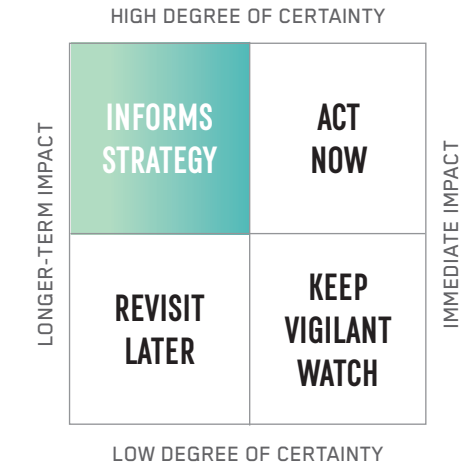 HIGH DEGREE OF CERTAINTY
LONGER-TERM IMPACT
INFORMS
STRATEGY
ACT
NOW
IMMEDIATE IMPACT
REVISIT
LATER
KEEP
VIGILANT
WATCH
LOW DEGREE OF CERTAINTY